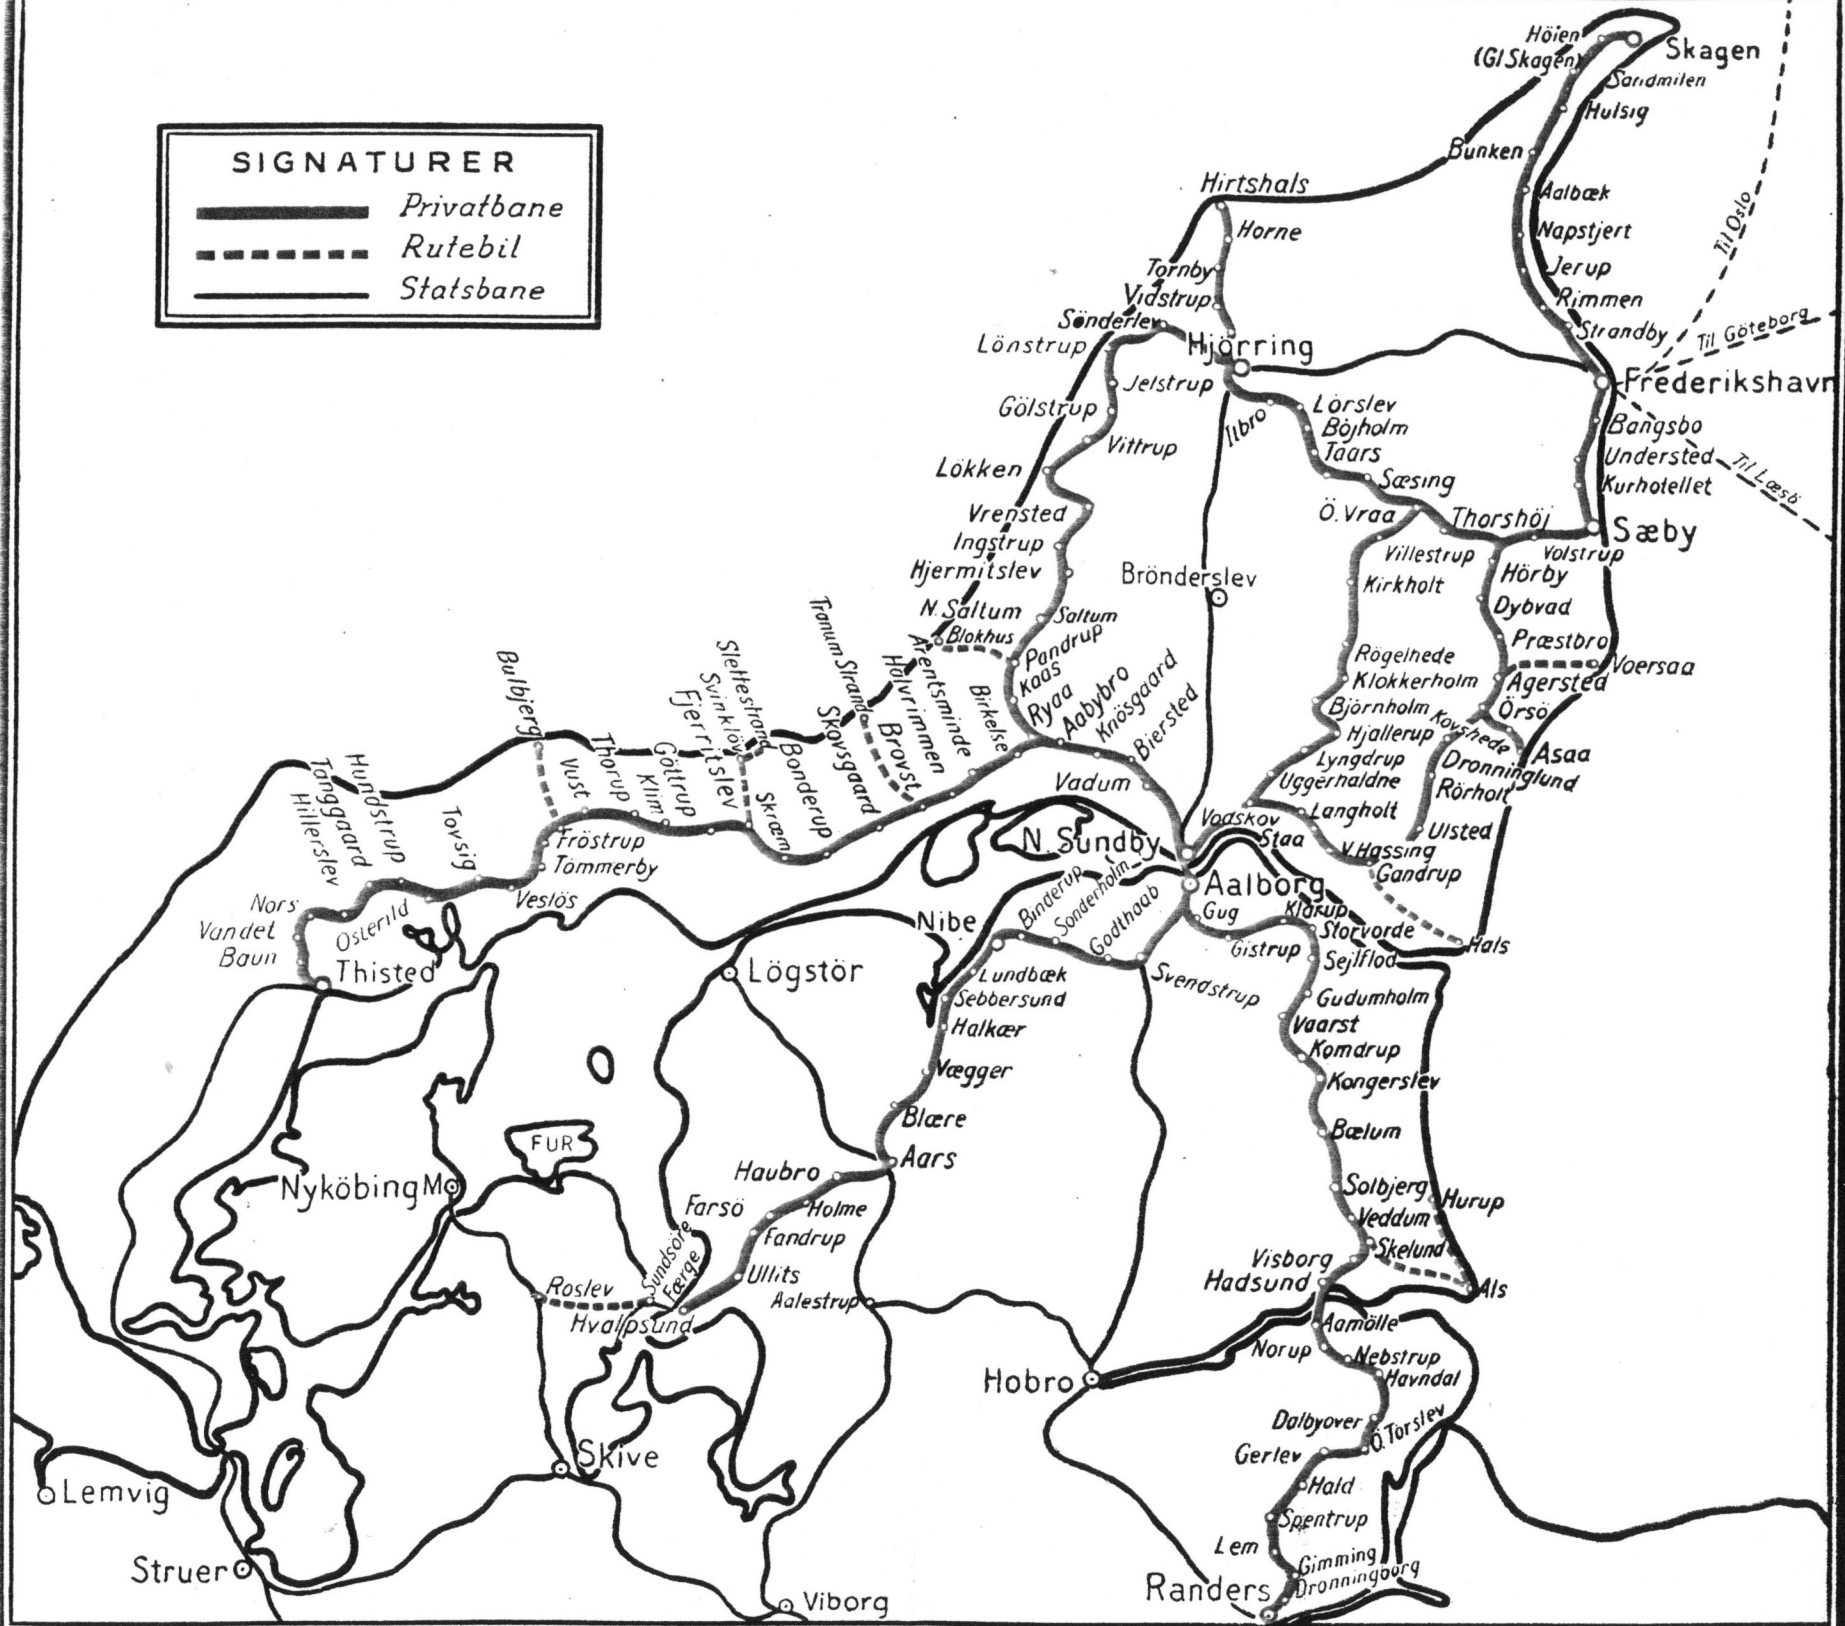 SIGNATURER
Privatbane
Rutebil
Statsbane
Höien
(Gl Skagen)
Skagen
Sandmilen
Hulsig
Bunken
Aalbæk
Napstjert
Jerup
Rimmen
Strandby
Til Oslo
Til Göteborg
Til Læsö
Hirtshals
Horne
Tornby
Vidstrup
Sönderlev
Lönstrup
Hjörring
Jelstrup
Gölstrup
Vittrup
Lökken
Vrensted
Ingstrup
Hjermitslev
N. Saltum
Saltum
Blokhus
Pandrup
Kaas
Ryaa
Aabybro
Knösgaard
Biersted
Vadum
Brönderslev
Ilbro
Lörslev
Böjholm
Taars
Sæsing
Ö. Vraa
Thorshöj
Frederikshavn
Bangsbo
Understed
Kurhotellet
Sæby
Volstrup
Villestrup
Kirkholt
Hörby
Dybvad
Præstbro
Voersaa
Agersted
Örsö
Asaa
Kovshede
Dronninglund
Rörholt
Ulsted
Rögelhede
Klokkerholm
Björnholm
Hjallerup
Lyngdrup
Uggerhaldne
Langholt
V. Hassing
Gandrup
Vodskov
Staa
Hals
N. Sundby
Aalborg
Bulbjerg
Vust
Thorup
Klim
Göttrup
Fjerritslev
Svinklöv
Slettestrand
Skræm
Bonderup
Skovsgaard
Tranum Strand
Brovst
Halvrimmen
Arentsminde
Birkelse
Fröstrup
Tömmerby
Veslös
Tovsig
Hundstrup
Tanggaard
Hillerslev
Österild
Nors
Vandet
Baun
Thisted
Nibe
Binderup
Sonderholm
Godthaab
Svenstrup
Lundbæk
Sebbersund
Halkær
Vægger
Blære
Aars
Haubro
Holme
Farsö
Fandrup
Ullits
Hvalpsund
Sundsöre
Færge
Roslev
Aalestrup
Lögstör
FUR
Nyköbing M
Gug
Gistrup
Klarup
Storvorde
Sejlflod
Gudumholm
Vaarst
Komdrup
Kongerslev
Bælum
Solbjerg
Veddum
Hurup
Skelund
Als
Visborg
Hadsund
Aamölle
Norup
Nebstrup
Havndal
Dalbyover
Ö. Törslev
Gerlev
Hald
Spentrup
Lem
Gimming
Dronningborg
Randers
Hobro
Skive
Lemvig
Struer
Viborg